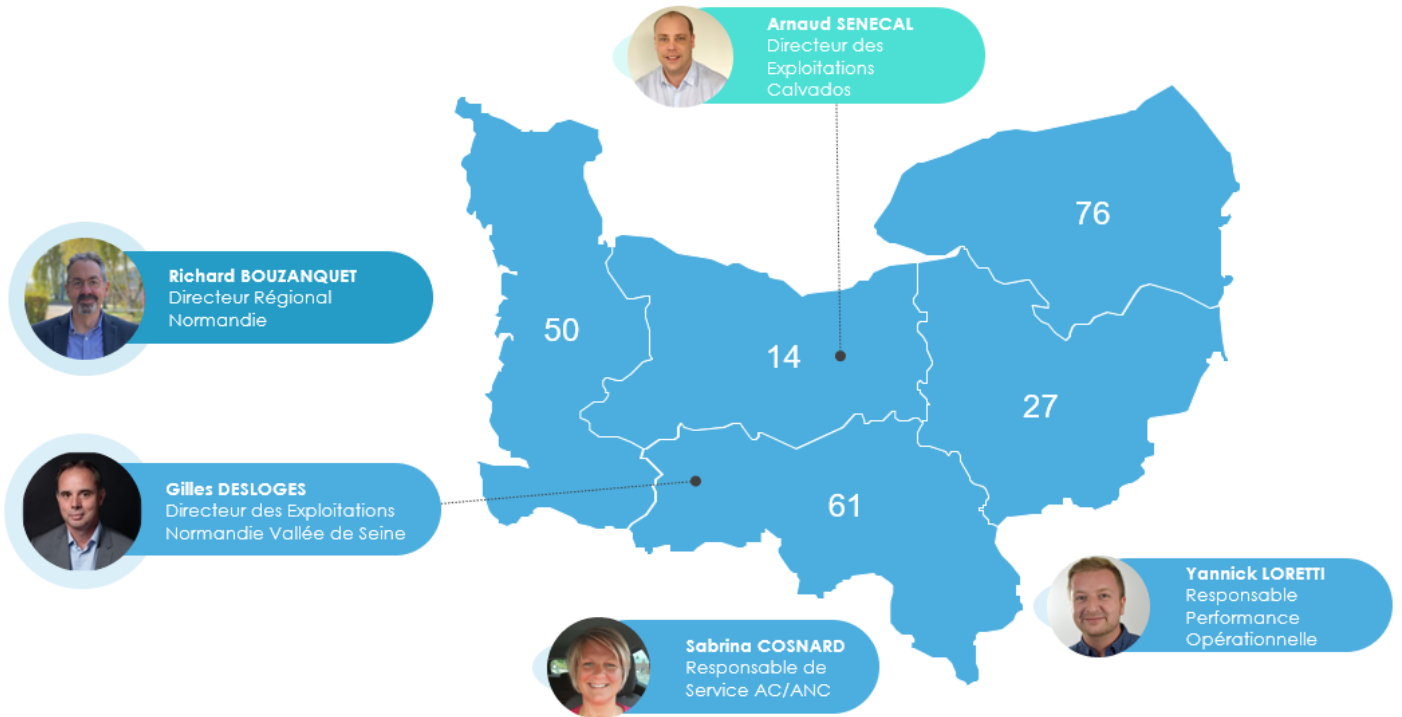 Arnaud SENECAL
Directeur des
Exploitations
Calvados
76
Richard BOUZANQUET
Directeur Régional
Normandie
50
14
27
Gilles DESLOGES
Directeur des Exploitations
Normandie Vallée de Seine
61
Yannick LORETTI
Responsable
Performance
Opérationnelle
Sabrina COSNARD
Responsable de
Service AC/ANC